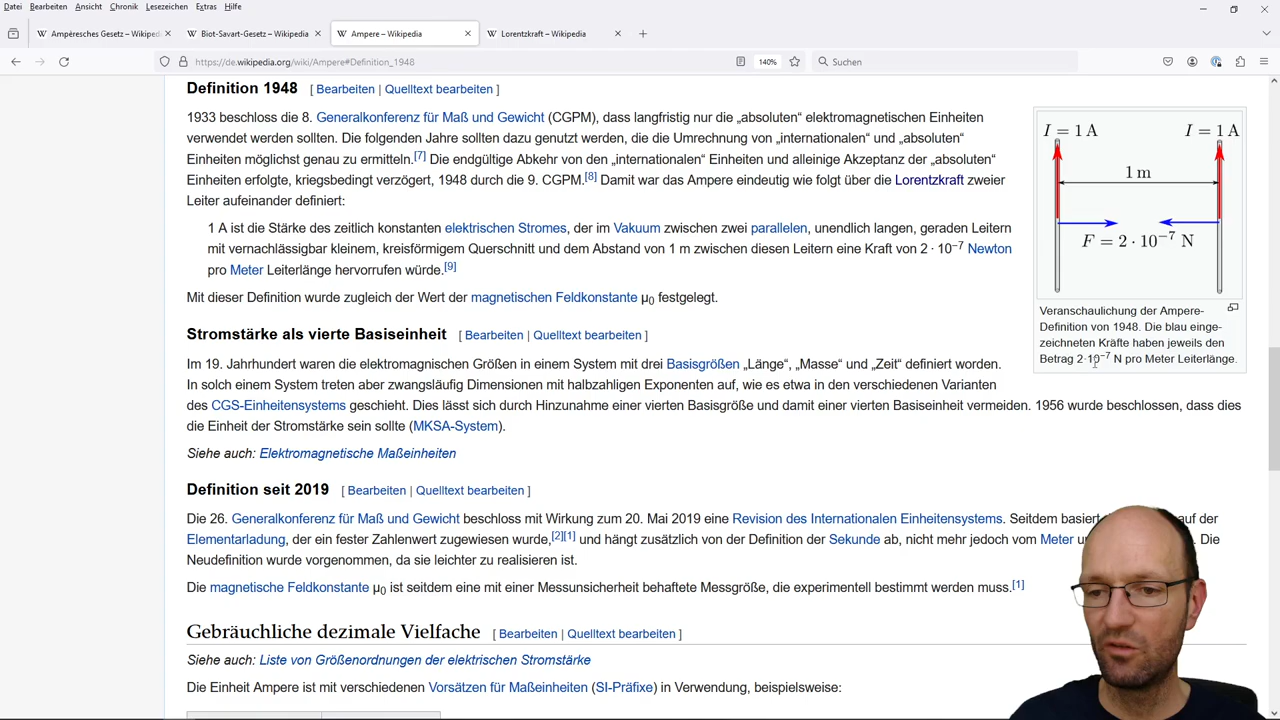 Datei Bearbeiten Ansicht Chronik Lesezeichen Extras Hilfe
Ampèresches Gesetz – Wikiped
Biot-Savart-Gesetz – Wikipedia
Ampere – Wikipedia
Lorentzkraft – Wikipedia
https://de.wikipedia.org/wiki/Ampere#Definition_1948
140%
Suchen
Definition 1948 [ Bearbeiten | Quelltext bearbeiten ]
1933 beschloss die 8. Generalkonferenz für Maß und Gewicht (CGPM), dass langfristig nur die „absoluten“ elektromagnetischen Einheiten
verwendet werden sollten. Die folgenden Jahre sollten dazu genutzt werden, die die Umrechnung von „internationalen“ und „absoluten“
Einheiten möglichst genau zu ermitteln.[7] Die endgültige Abkehr von den „internationalen“ Einheiten und alleinige Akzeptanz der „absoluten“
Einheiten erfolgte, kriegsbedingt verzögert, 1948 durch die 9. CGPM.[8] Damit war das Ampere eindeutig wie folgt über die Lorentzkraft zweier
Leiter aufeinander definiert:
1 A ist die Stärke des zeitlich konstanten elektrischen Stromes, der im Vakuum zwischen zwei parallelen, unendlich langen, geraden Leitern
mit vernachlässigbar kleinem, kreisförmigem Querschnitt und dem Abstand von 1 m zwischen diesen Leitern eine Kraft von 2 · 10⁻⁷ Newton
pro Meter Leiterlänge hervorrufen würde.[9]
Mit dieser Definition wurde zugleich der Wert der magnetischen Feldkonstante μ₀ festgelegt.
I = 1 A
I = 1 A
1 m
F = 2 · 10⁻⁷ N
Veranschaulichung der Ampere-
Definition von 1948. Die blau einge-
zeichneten Kräfte haben jeweils den
Betrag 2·10⁻⁷ N pro Meter Leiterlänge.
Stromstärke als vierte Basiseinheit [ Bearbeiten | Quelltext bearbeiten ]
Im 19. Jahrhundert waren die elektromagnischen Größen in einem System mit drei Basisgrößen „Länge“, „Masse“ und „Zeit“ definiert worden.
In solch einem System treten aber zwangsläufig Dimensionen mit halbzahligen Exponenten auf, wie es etwa in den verschiedenen Varianten
des CGS-Einheitensystems geschieht. Dies lässt sich durch Hinzunahme einer vierten Basisgröße und damit einer vierten Basiseinheit vermeiden. 1956 wurde beschlossen, dass dies
die Einheit der Stromstärke sein sollte (MKSA-System).
Siehe auch: Elektromagnetische Maßeinheiten
Definition seit 2019 [ Bearbeiten | Quelltext bearbeiten ]
Die 26. Generalkonferenz für Maß und Gewicht beschloss mit Wirkung zum 20. Mai 2019 eine Revision des Internationalen Einheitensystems. Seitdem basiert auf der
Elementarladung, der ein fester Zahlenwert zugewiesen wurde,[2][1] und hängt zusätzlich von der Definition der Sekunde ab, nicht mehr jedoch vom Meter Die
Neudefinition wurde vorgenommen, da sie leichter zu realisieren ist.
Die magnetische Feldkonstante μ₀ ist seitdem eine mit einer Messunsicherheit behaftete Messgröße, die experimentell bestimmt werden muss.[1]
Gebräuchliche dezimale Vielfache [ Bearbeiten | Quelltext bearbeiten ]
Siehe auch: Liste von Größenordnungen der elektrischen Stromstärke
Die Einheit Ampere ist mit verschiedenen Vorsätzen für Maßeinheiten (SI-Präfixe) in Verwendung, beispielsweise: